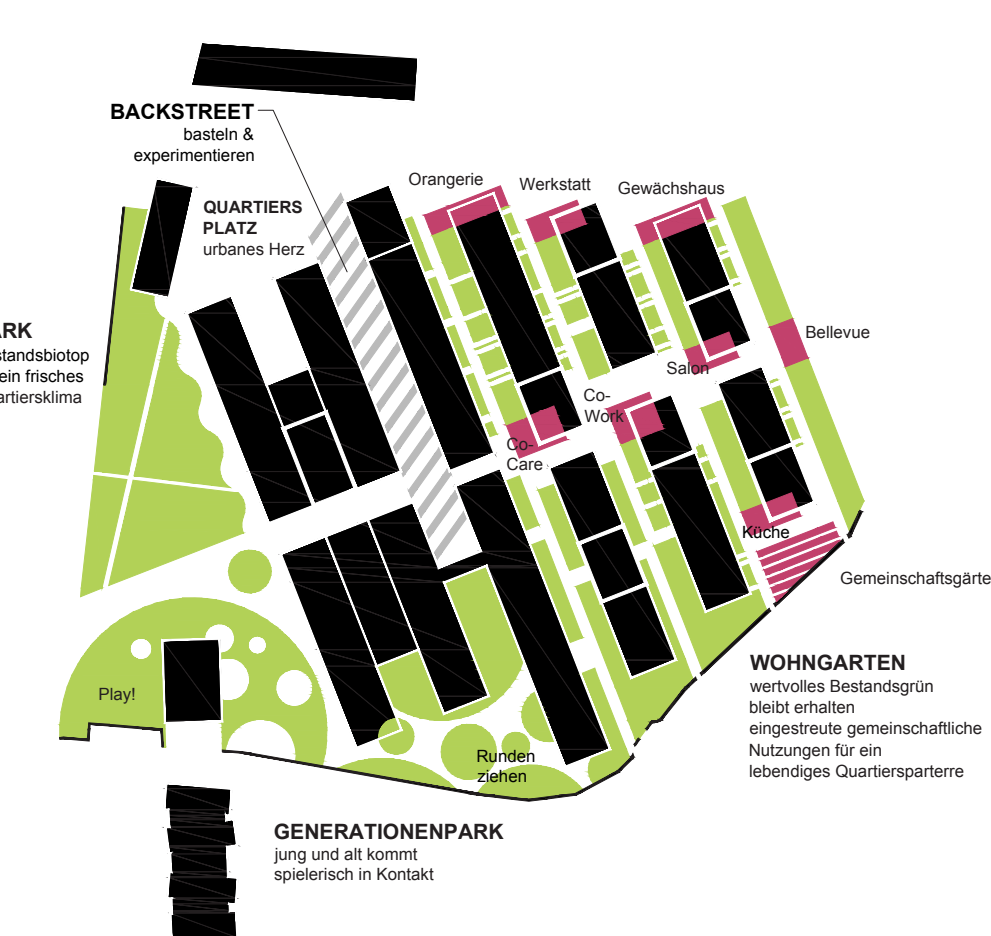 BACKSTREET
basteln &
experimentieren
Orangerie
Werkstatt
Gewächshaus
QUARTIERS
PLATZ
urbanes Herz
ARK
standsbiotop
ein frisches
artiersklima
Bellevue
Salon
Co-
Work
Co-
Care
Küche
Gemeinschaftsgärte
WOHNGARTEN
wertvolles Bestandsgrün
bleibt erhalten
eingestreute gemeinschaftliche
Nutzungen für ein
lebendiges Quartiersparterre
Play!
Runden
ziehen
GENERATIONENPARK
jung und alt kommt
spielerisch in Kontakt